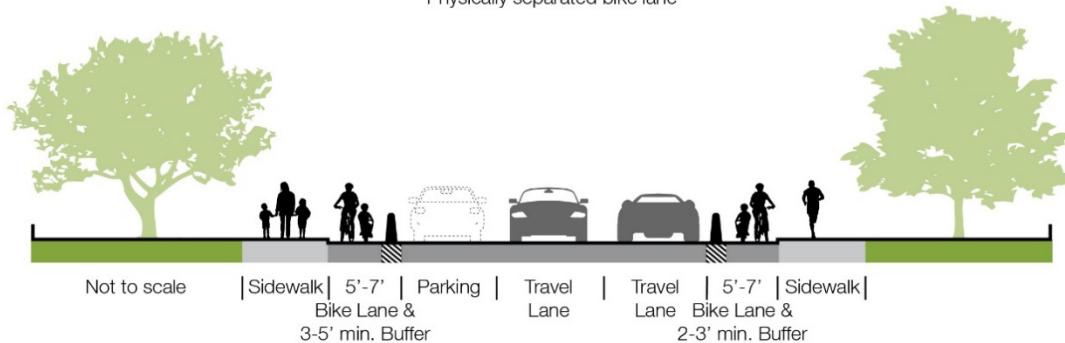 Physically separated bike lane
Not to scale
Sidewalk
5'-7'
Bike Lane &
3-5' min. Buffer
Parking
Travel
Lane
Travel
Lane
5'-7'
Bike Lane &
2-3' min. Buffer
Sidewalk